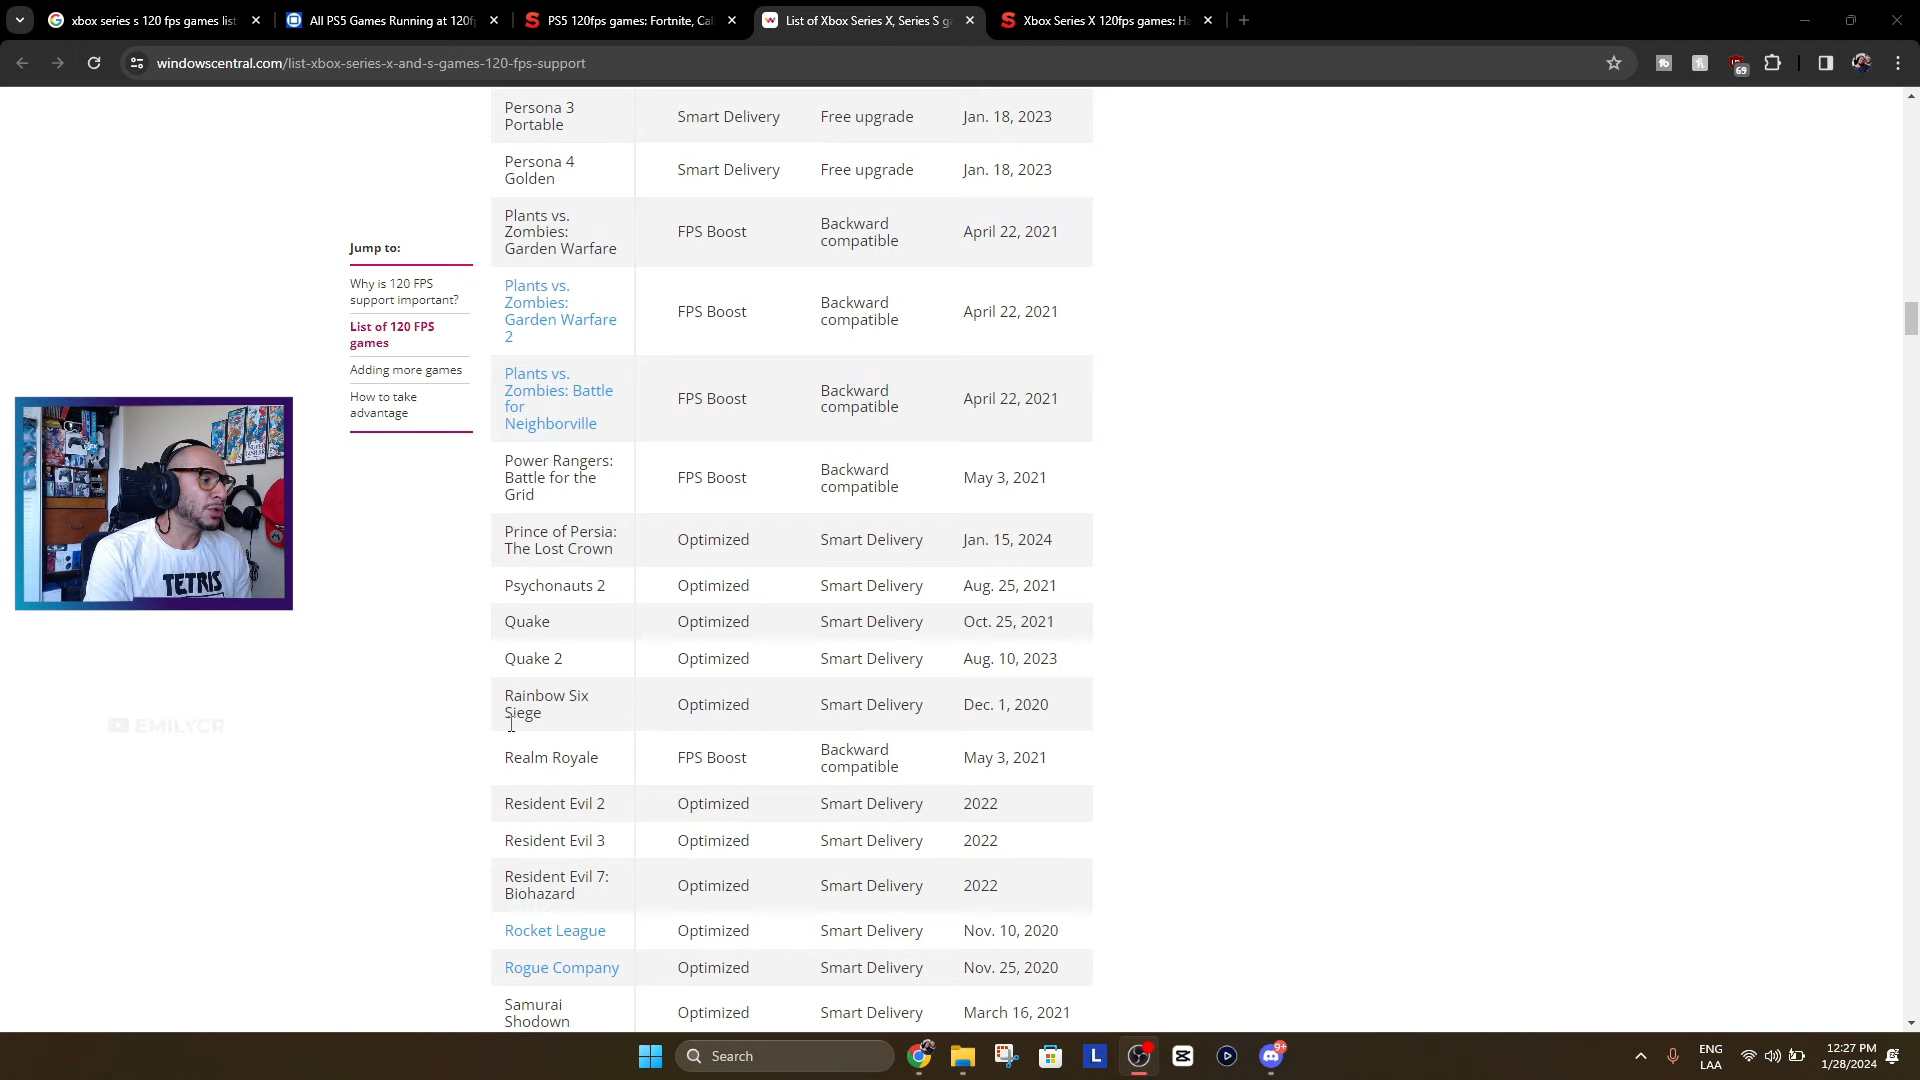 xbox series s 120 fps games list
All PS5 Games Running at 120f
PS5 120fps games: Fortnite, Cal
List of Xbox Series X, Series S g
Xbox Series X 120fps games: Ha
windowscentral.com/list-xbox-series-x-and-s-games-120-fps-support
69
Jump to:
Why is 120 FPS
support important?
List of 120 FPS
games
Adding more games
How to take
advantage
Persona 3
Portable
Smart Delivery
Free upgrade
Jan. 18, 2023
Persona 4
Golden
Smart Delivery
Free upgrade
Jan. 18, 2023
Plants vs.
Zombies:
Garden Warfare
FPS Boost
Backward
compatible
April 22, 2021
Plants vs.
Zombies:
Garden Warfare
2
FPS Boost
Backward
compatible
April 22, 2021
Plants vs.
Zombies: Battle
for
Neighborville
FPS Boost
Backward
compatible
April 22, 2021
Power Rangers:
Battle for the
Grid
FPS Boost
Backward
compatible
May 3, 2021
Prince of Persia:
The Lost Crown
Optimized
Smart Delivery
Jan. 15, 2024
Psychonauts 2
Optimized
Smart Delivery
Aug. 25, 2021
Quake
Optimized
Smart Delivery
Oct. 25, 2021
Quake 2
Optimized
Smart Delivery
Aug. 10, 2023
Rainbow Six
Siege
Optimized
Smart Delivery
Dec. 1, 2020
Realm Royale
FPS Boost
Backward
compatible
May 3, 2021
Resident Evil 2
Optimized
Smart Delivery
2022
Resident Evil 3
Optimized
Smart Delivery
2022
Resident Evil 7:
Biohazard
Optimized
Smart Delivery
2022
Rocket League
Optimized
Smart Delivery
Nov. 10, 2020
Rogue Company
Optimized
Smart Delivery
Nov. 25, 2020
Samurai
Shodown
Optimized
Smart Delivery
March 16, 2021
TETRIS
EMILYCR
Search
L
9+
ENG
LAA
12:27 PM
1/28/2024